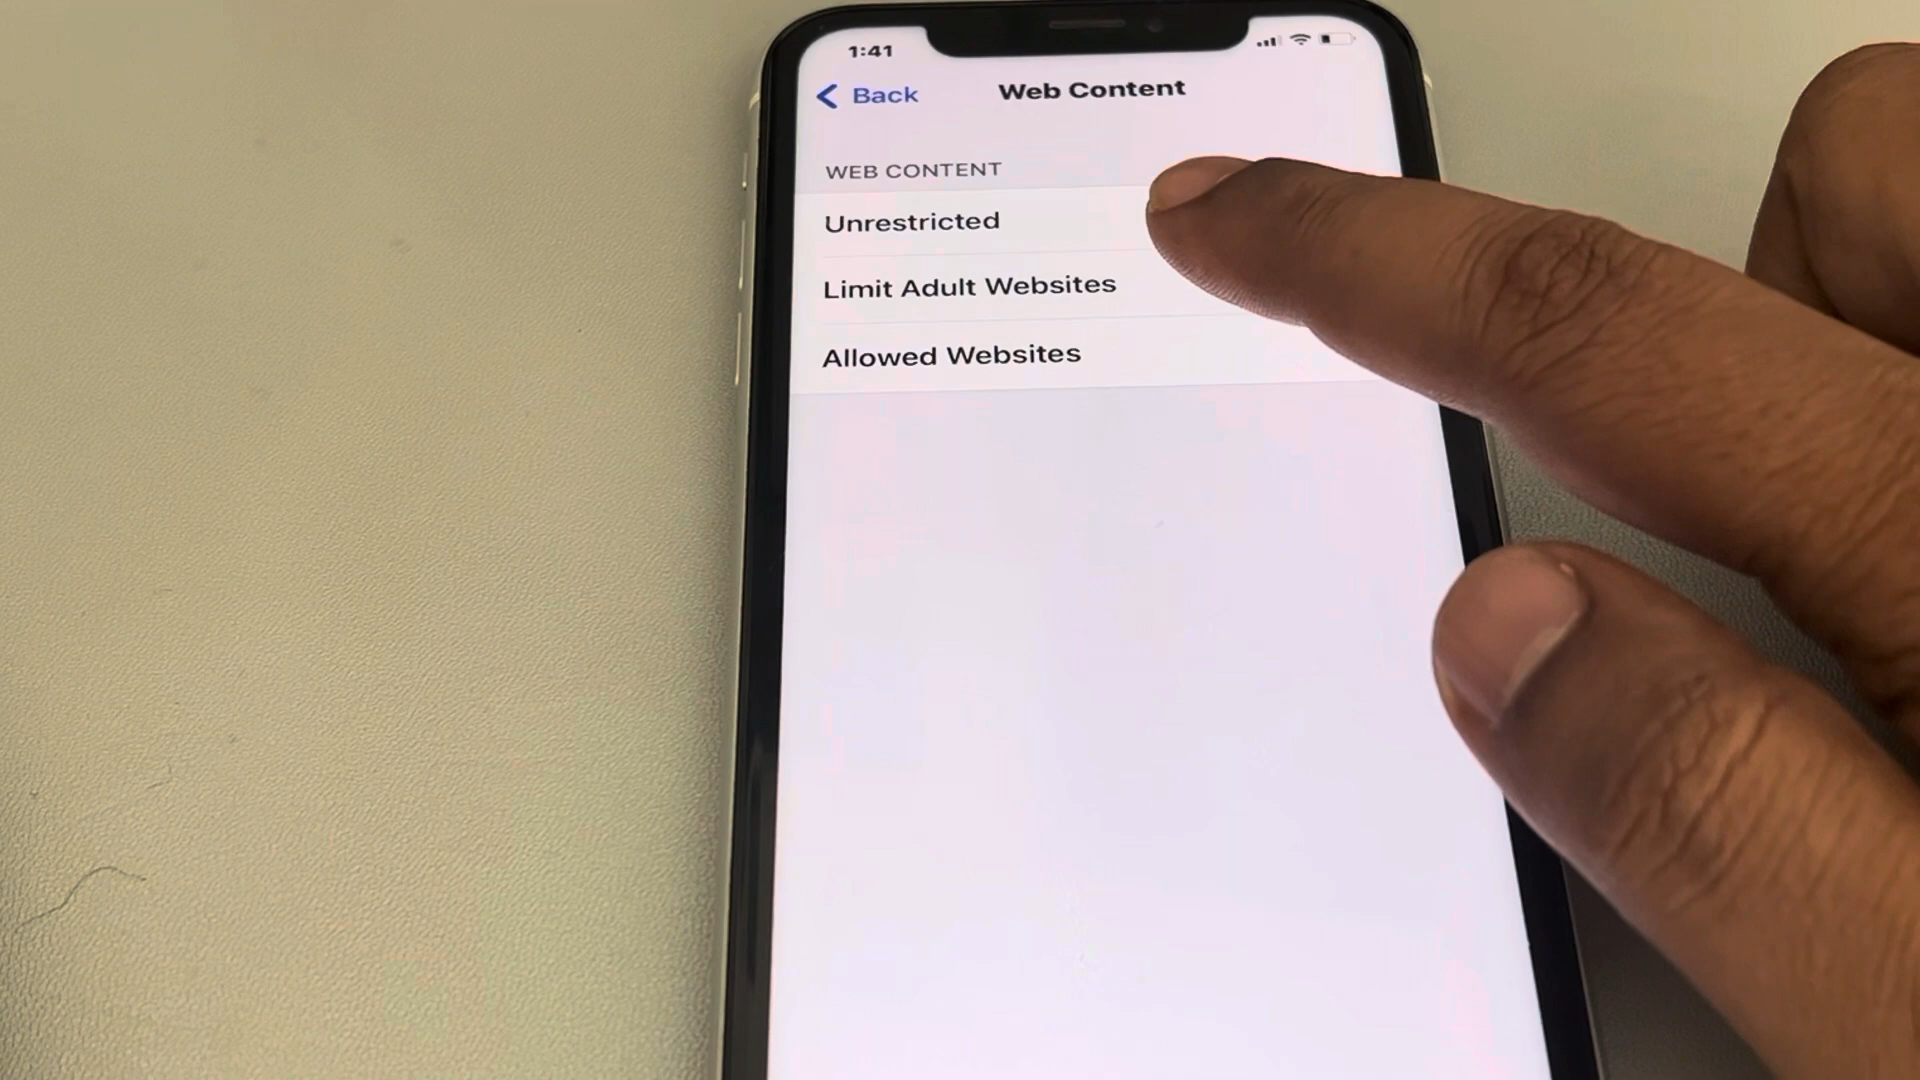 1:41
Back
Web Content
WEB CONTENT
Unrestricted
Limit Adult Websites
Allowed Websites